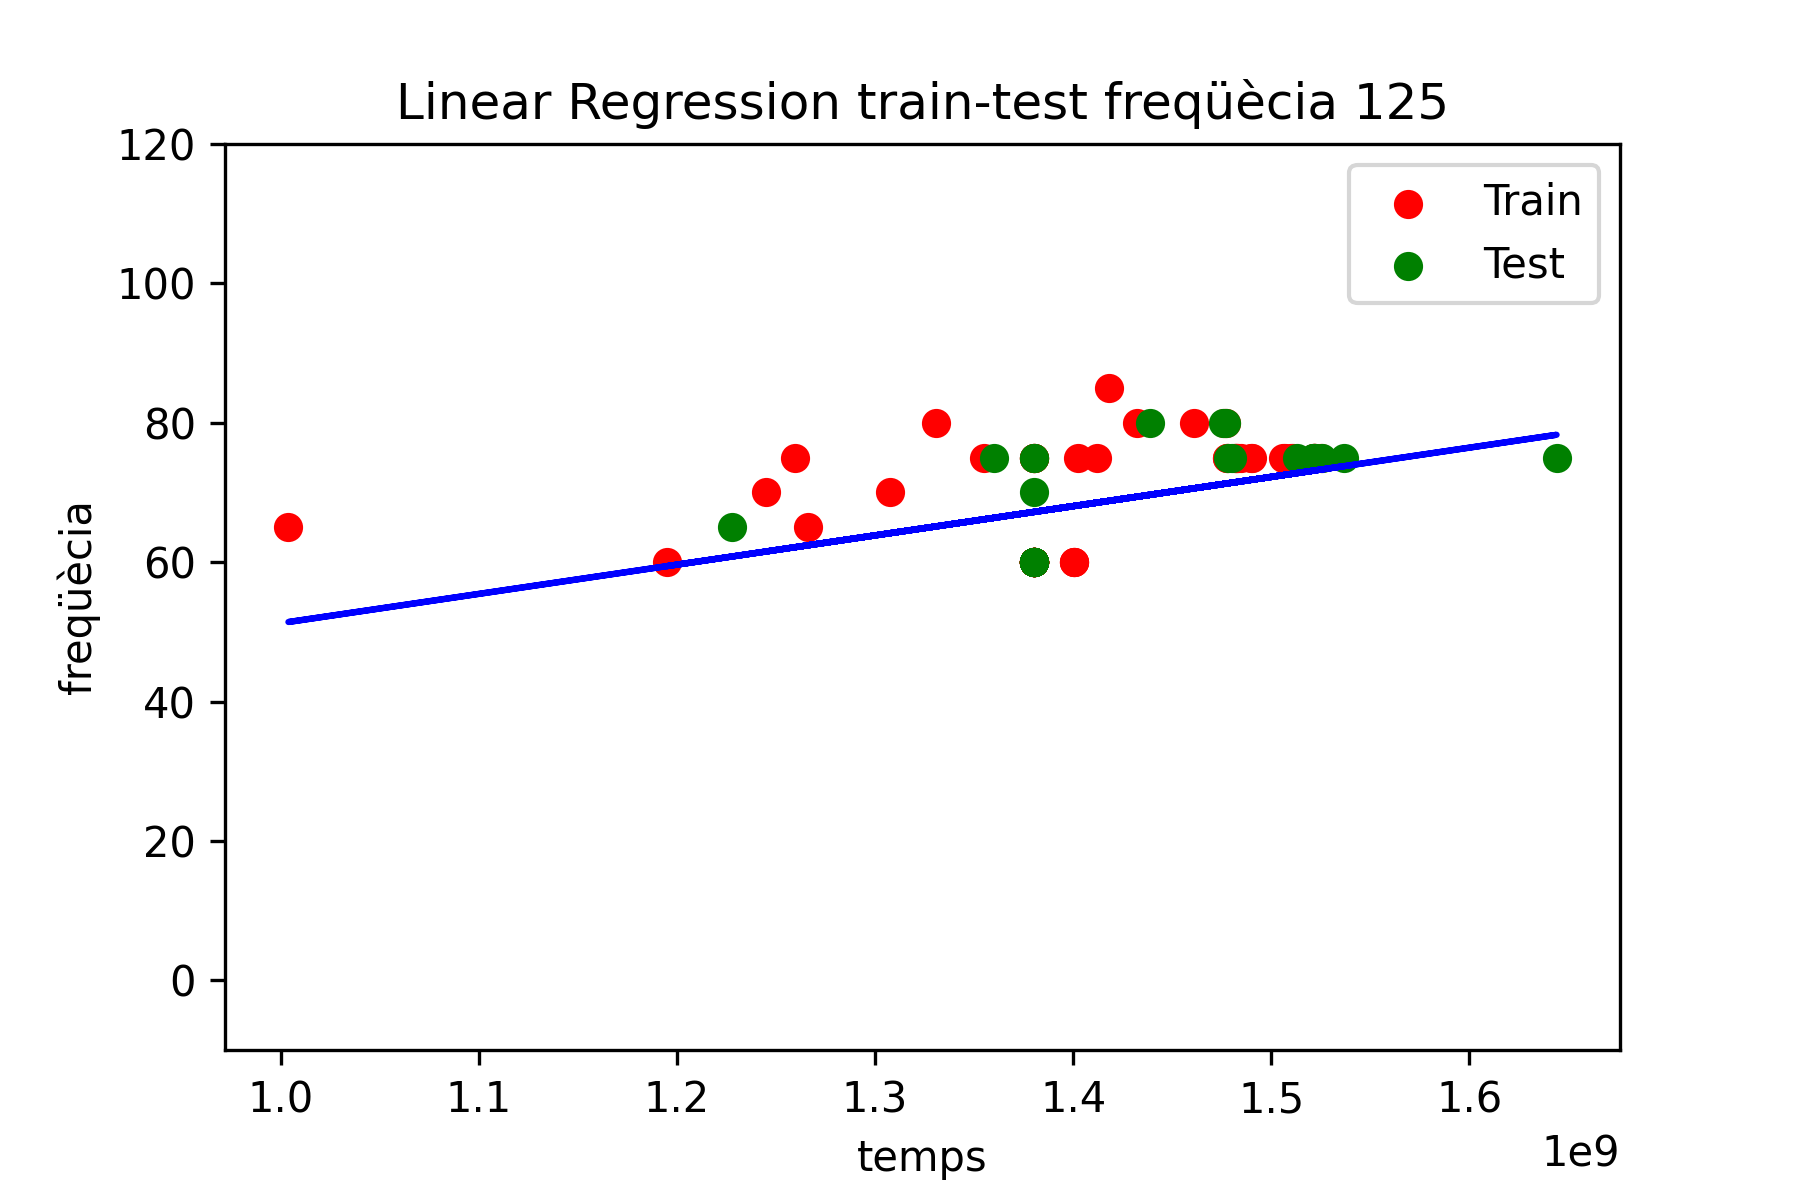 Linear Regression train-test freqüècia 125
120
100
80
60
40
20
0
freqüècia
Train
Test
1.0 1.1 1.2 1.3 1.4 1.5 1.6
temps
1e9